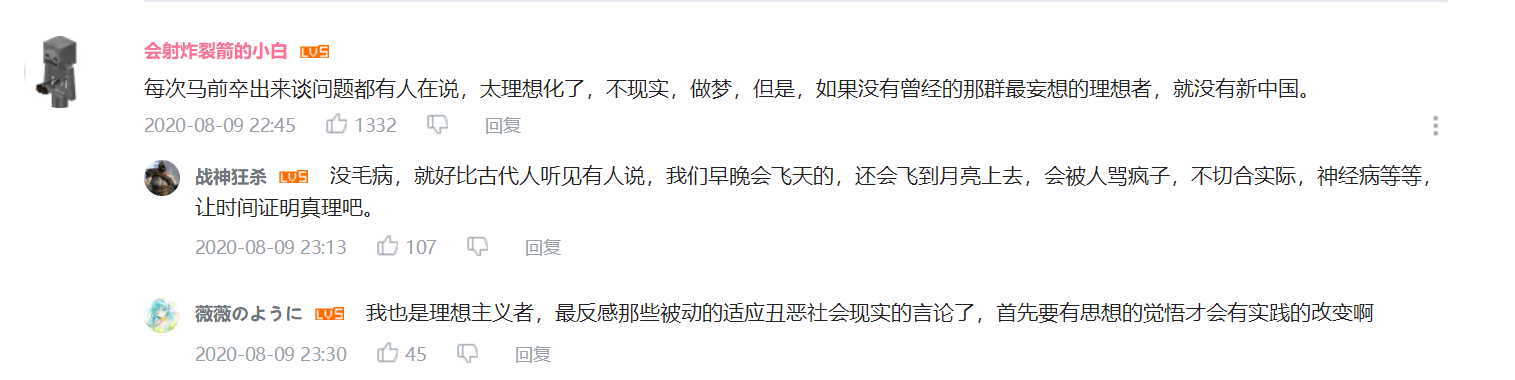 会射炸裂箭的小白 LV5
每次马前卒出来谈问题都有人在说，太理想化了，不现实，做梦，但是，如果没有曾经的那群最妄想的理想者，就没有新中国。
2020-08-09 22:45 1332 回复
战神狂杀 LV5 没毛病，就好比古代人听见有人说，我们早晚会飞天的，还会飞到月亮上去，会被人骂疯子，不切合实际，神经病等等，
让时间证明真理吧。
2020-08-09 23:13 107 回复
薇薇のように LV5 我也是理想主义者，最反感那些被动的适应丑恶社会现实的言论了，首先要有思想的觉悟才会有实践的改变啊
2020-08-09 23:30 45 回复